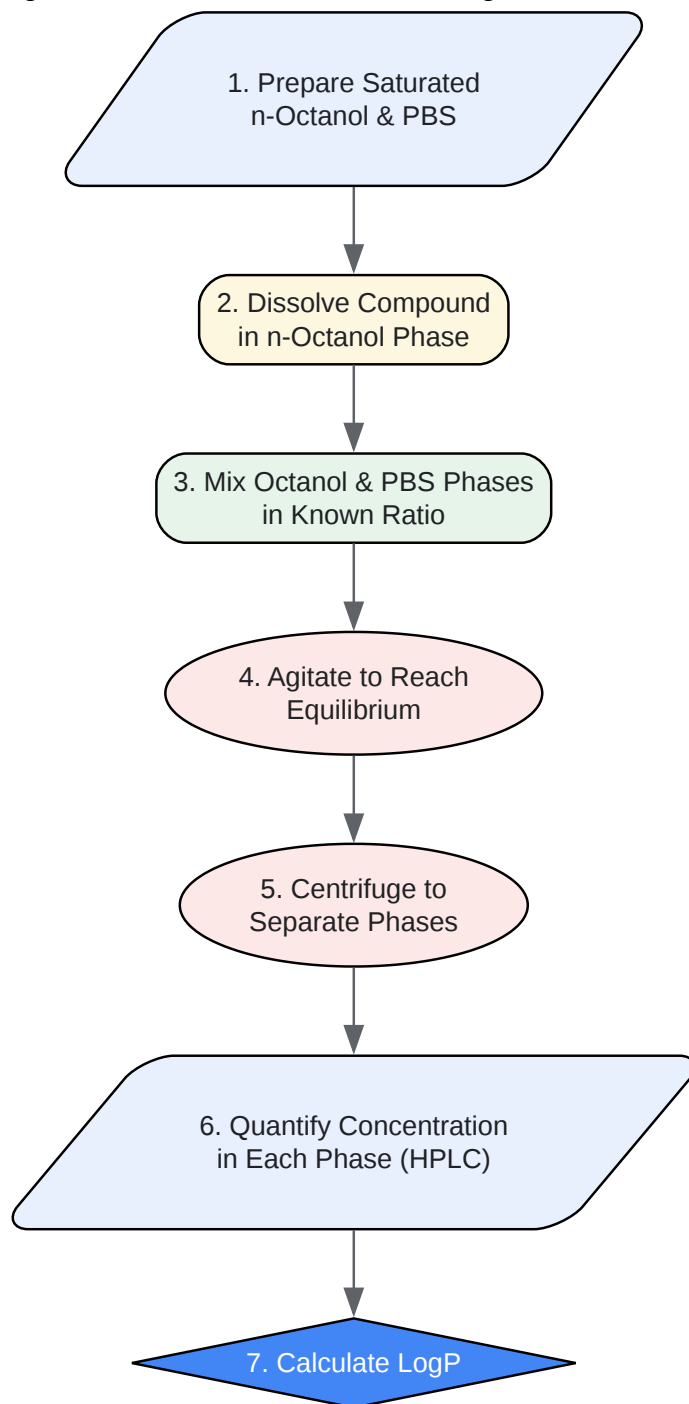 1. Prepare Saturated
n-Octanol & PBS
2. Dissolve Compound
in n-Octanol Phase
3. Mix Octanol & PBS Phases
in Known Ratio
4. Agitate to Reach
Equilibrium
5. Centrifuge to
Separate Phases
6. Quantify Concentration
in Each Phase (HPLC)
7. Calculate LogP